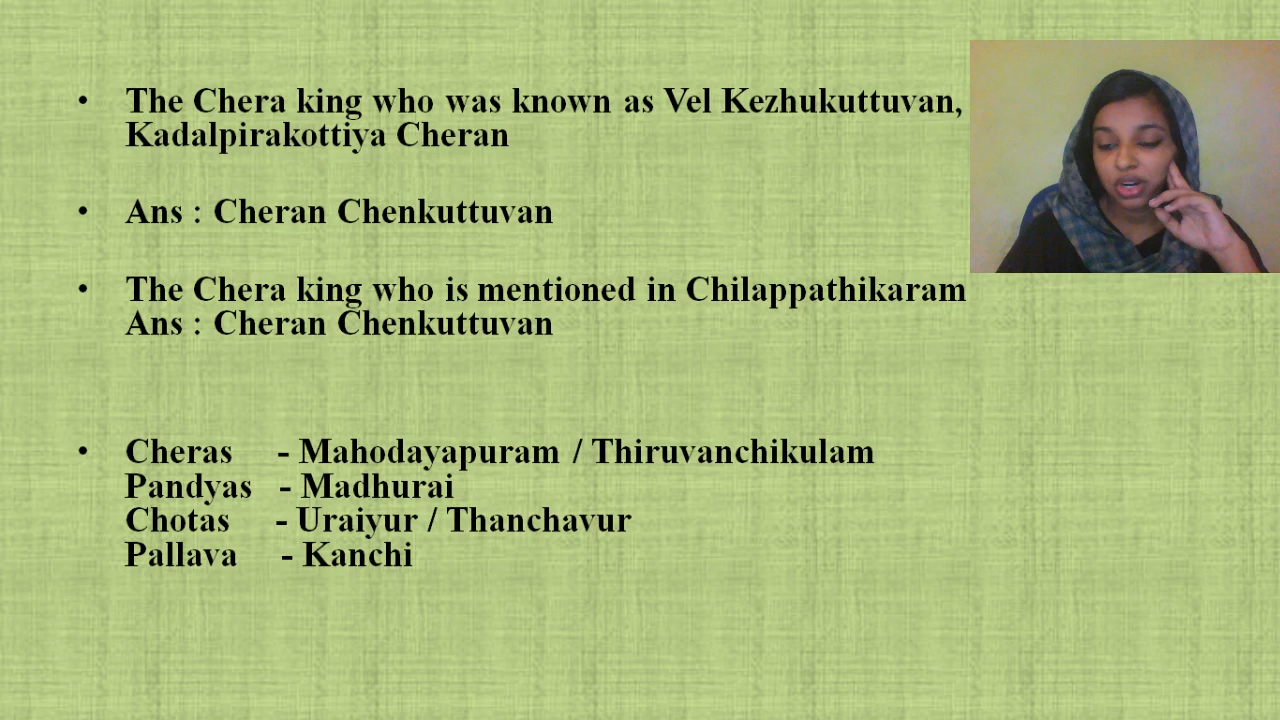 • The Chera king who was known as Vel Kezhukuttuvan,
Kadalpirakottiya Cheran
• Ans : Cheran Chenkuttuvan
• The Chera king who is mentioned in Chilappathikaram
Ans : Cheran Chenkuttuvan
• Cheras - Mahodayapuram / Thiruvanchikulam
Pandyas - Madhurai
Chotas - Uraiyur / Thanchavur
Pallava - Kanchi